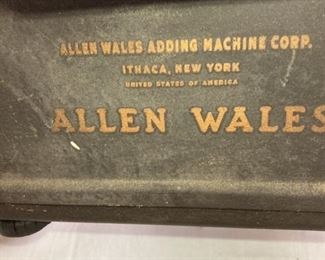 ALLEN WALES ADDING MACHINE CORP.
ITHACA, NEW YORK
UNITED STATES OF AMERICA
ALLEN WALES